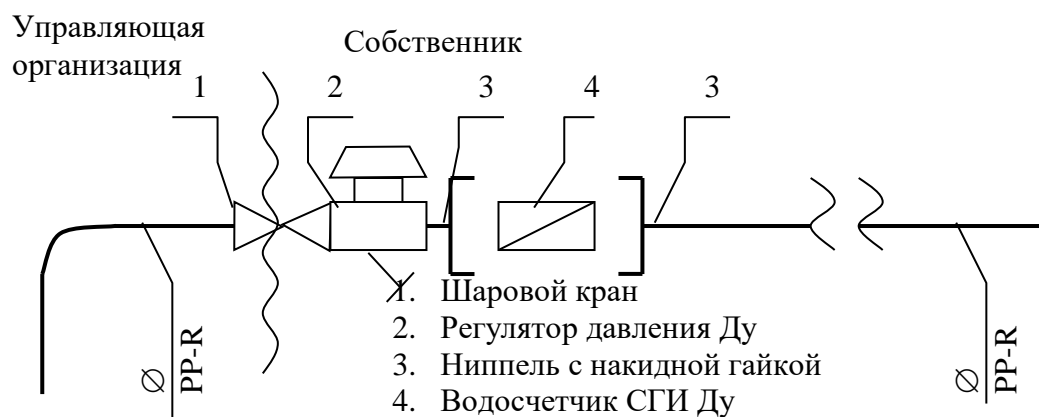 Управляющая
организация
Собственник
1 2 3 4 3
1. Шаровой кран
2. Регулятор давления Ду
3. Ниппель с накидной гайкой
4. Водосчетчик СГИ Ду
∅ PP-R
∅ PP-R